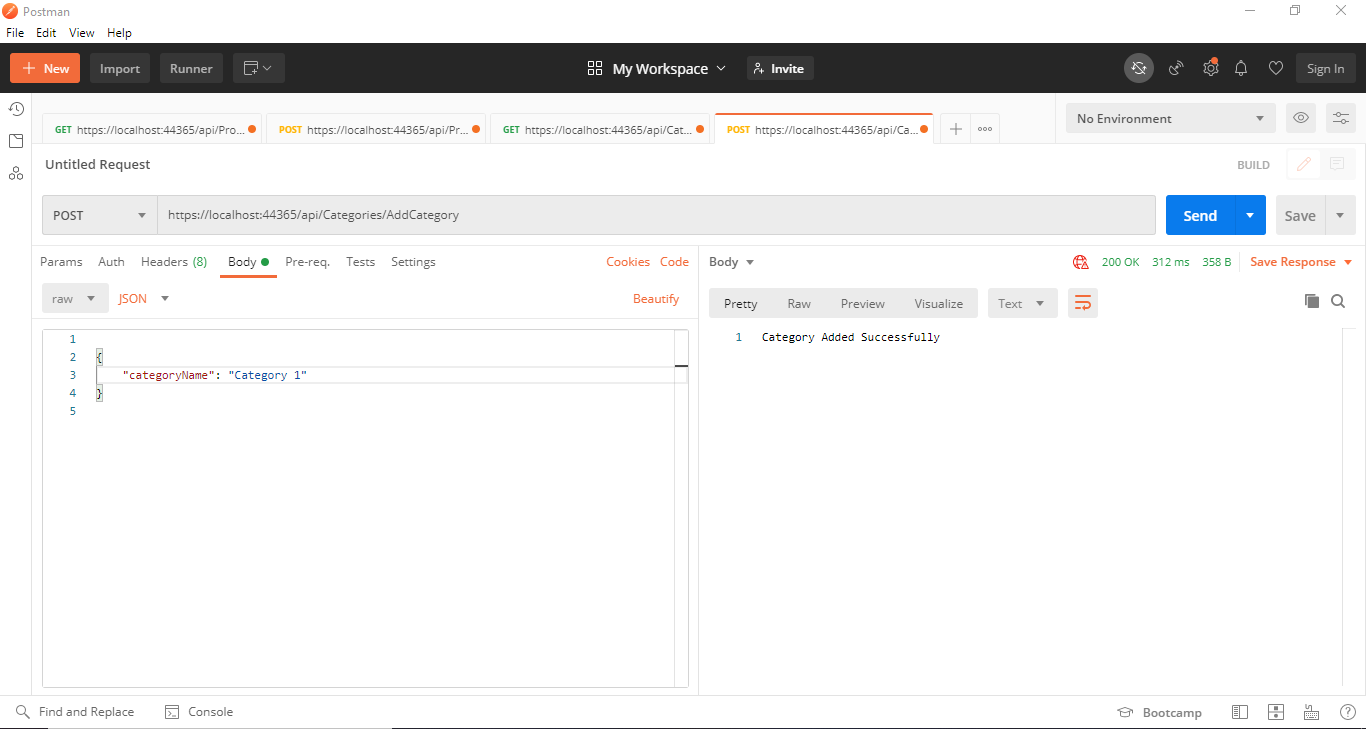 Postman
File Edit View Help
New Import Runner My Workspace Invite Sign In
GET https://localhost:44365/api/Pro... POST https://localhost:44365/api/Pr... GET https://localhost:44365/api/Cat... POST https://localhost:44365/api/Ca... No Environment
Untitled Request BUILD
POST https://localhost:44365/api/Categories/AddCategory Send Save
Params Auth Headers (8) Body Pre-req. Tests Settings Cookies Code
raw JSON Beautify
1
2 {
3 "categoryName": "Category 1"
4 }
5
Body 200 OK 312 ms 358 B Save Response
Pretty Raw Preview Visualize Text
1 Category Added Successfully
Find and Replace Console Bootcamp